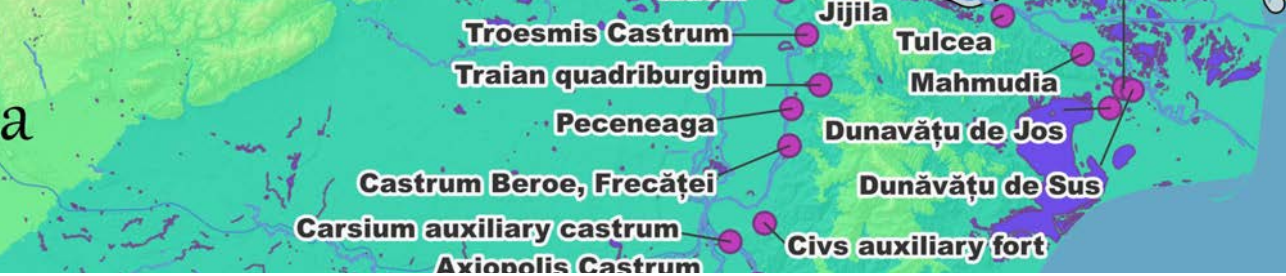 Jijila
Troesmis Castrum
Tulcea
Traian quadriburgium
Mahmudia
Peceneaga
Dunavățu de Jos
Castrum Beroe, Frecăței
Dunăvățu de Sus
a
Carsium auxiliary castrum
Civs auxiliary fort
Axiopolis Castrum